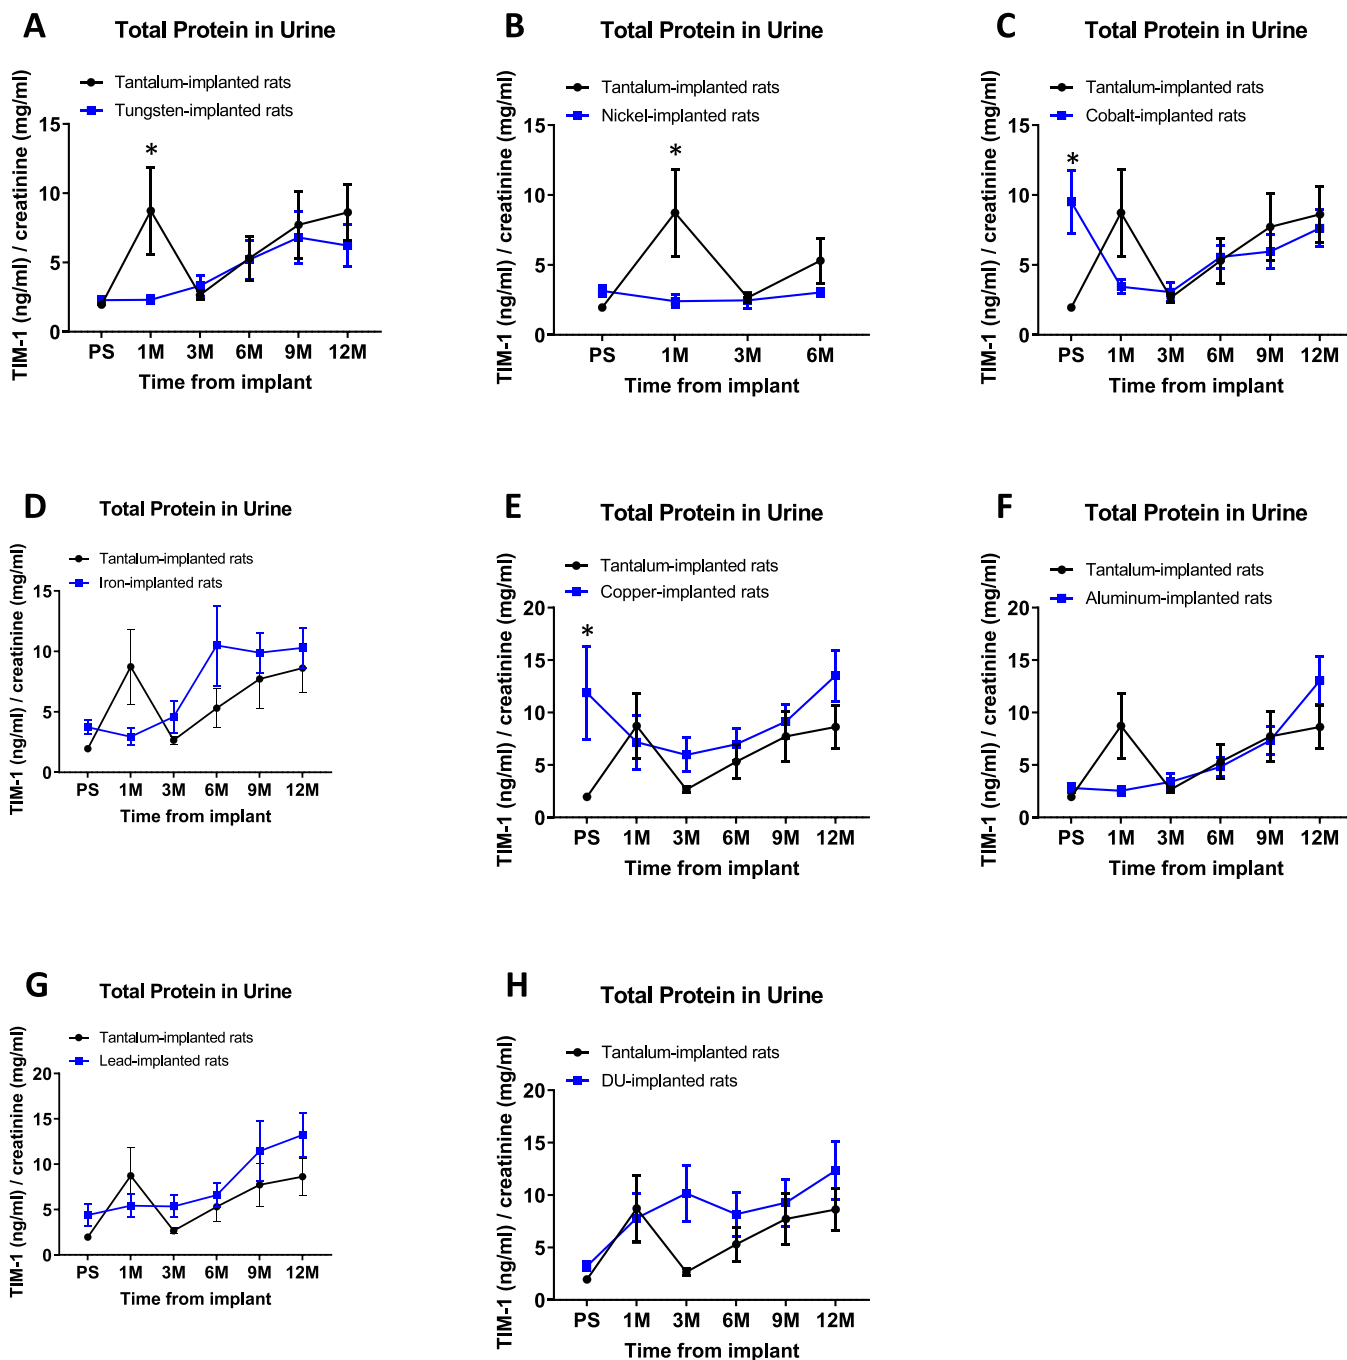 A
Total Protein in Urine
Tantalum-implanted rats
Tungsten-implanted rats
TIM-1 (ng/ml) / creatinine (mg/ml)
15
10
5
0
*
PS 1M 3M 6M 9M 12M
Time from implant
B
Total Protein in Urine
Tantalum-implanted rats
Nickel-implanted rats
TIM-1 (ng/ml) / creatinine (mg/ml)
15
10
5
0
*
PS 1M 3M 6M
Time from implant
C
Total Protein in Urine
Tantalum-implanted rats
Cobalt-implanted rats
TIM-1 (ng/ml) / creatinine (mg/ml)
15
10
5
0
*
PS 1M 3M 6M 9M 12M
Time from implant
D
Total Protein in Urine
Tantalum-implanted rats
Iron-implanted rats
TIM-1 (ng/ml) / creatinine (mg/ml)
15
10
5
0
PS 1M 3M 6M 9M 12M
Time from implant
E
Total Protein in Urine
Tantalum-implanted rats
Copper-implanted rats
TIM-1 (ng/ml) / creatinine (mg/ml)
20
15
10
5
0
*
PS 1M 3M 6M 9M 12M
Time from implant
F
Total Protein in Urine
Tantalum-implanted rats
Aluminum-implanted rats
TIM-1 (ng/ml) / creatinine (mg/ml)
20
15
10
5
0
PS 1M 3M 6M 9M 12M
Time from implant
G
Total Protein in Urine
Tantalum-implanted rats
Lead-implanted rats
TIM-1 (ng/ml) / creatinine (mg/ml)
20
15
10
5
0
PS 1M 3M 6M 9M 12M
Time from implant
H
Total Protein in Urine
Tantalum-implanted rats
DU-implanted rats
TIM-1 (ng/ml) / creatinine (mg/ml)
20
15
10
5
0
PS 1M 3M 6M 9M 12M
Time from implant